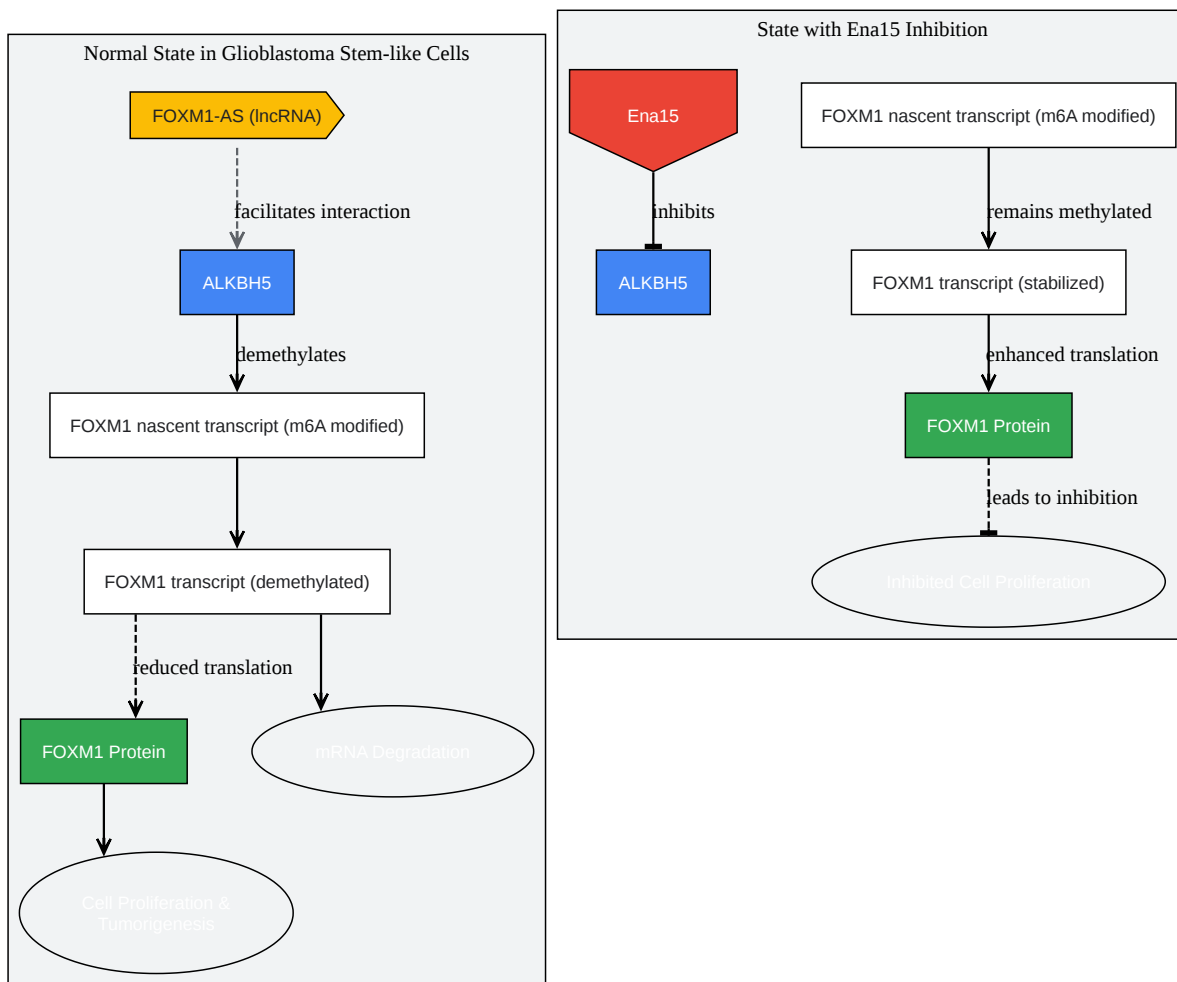 Normal State in Glioblastoma Stem-like Cells
FOXM1-AS (lncRNA)
facilitates interaction
ALKBH5
demethylates
FOXM1 nascent transcript (m6A modified)
FOXM1 transcript (demethylated)
reduced translation
FOXM1 Protein
mRNA Degradation
Cell Proliferation &
Tumorigenesis
State with Ena15 Inhibition
Ena15
FOXM1 nascent transcript (m6A modified)
inhibits
remains methylated
ALKBH5
FOXM1 transcript (stabilized)
enhanced translation
FOXM1 Protein
leads to inhibition
Inhibited Cell Proliferation